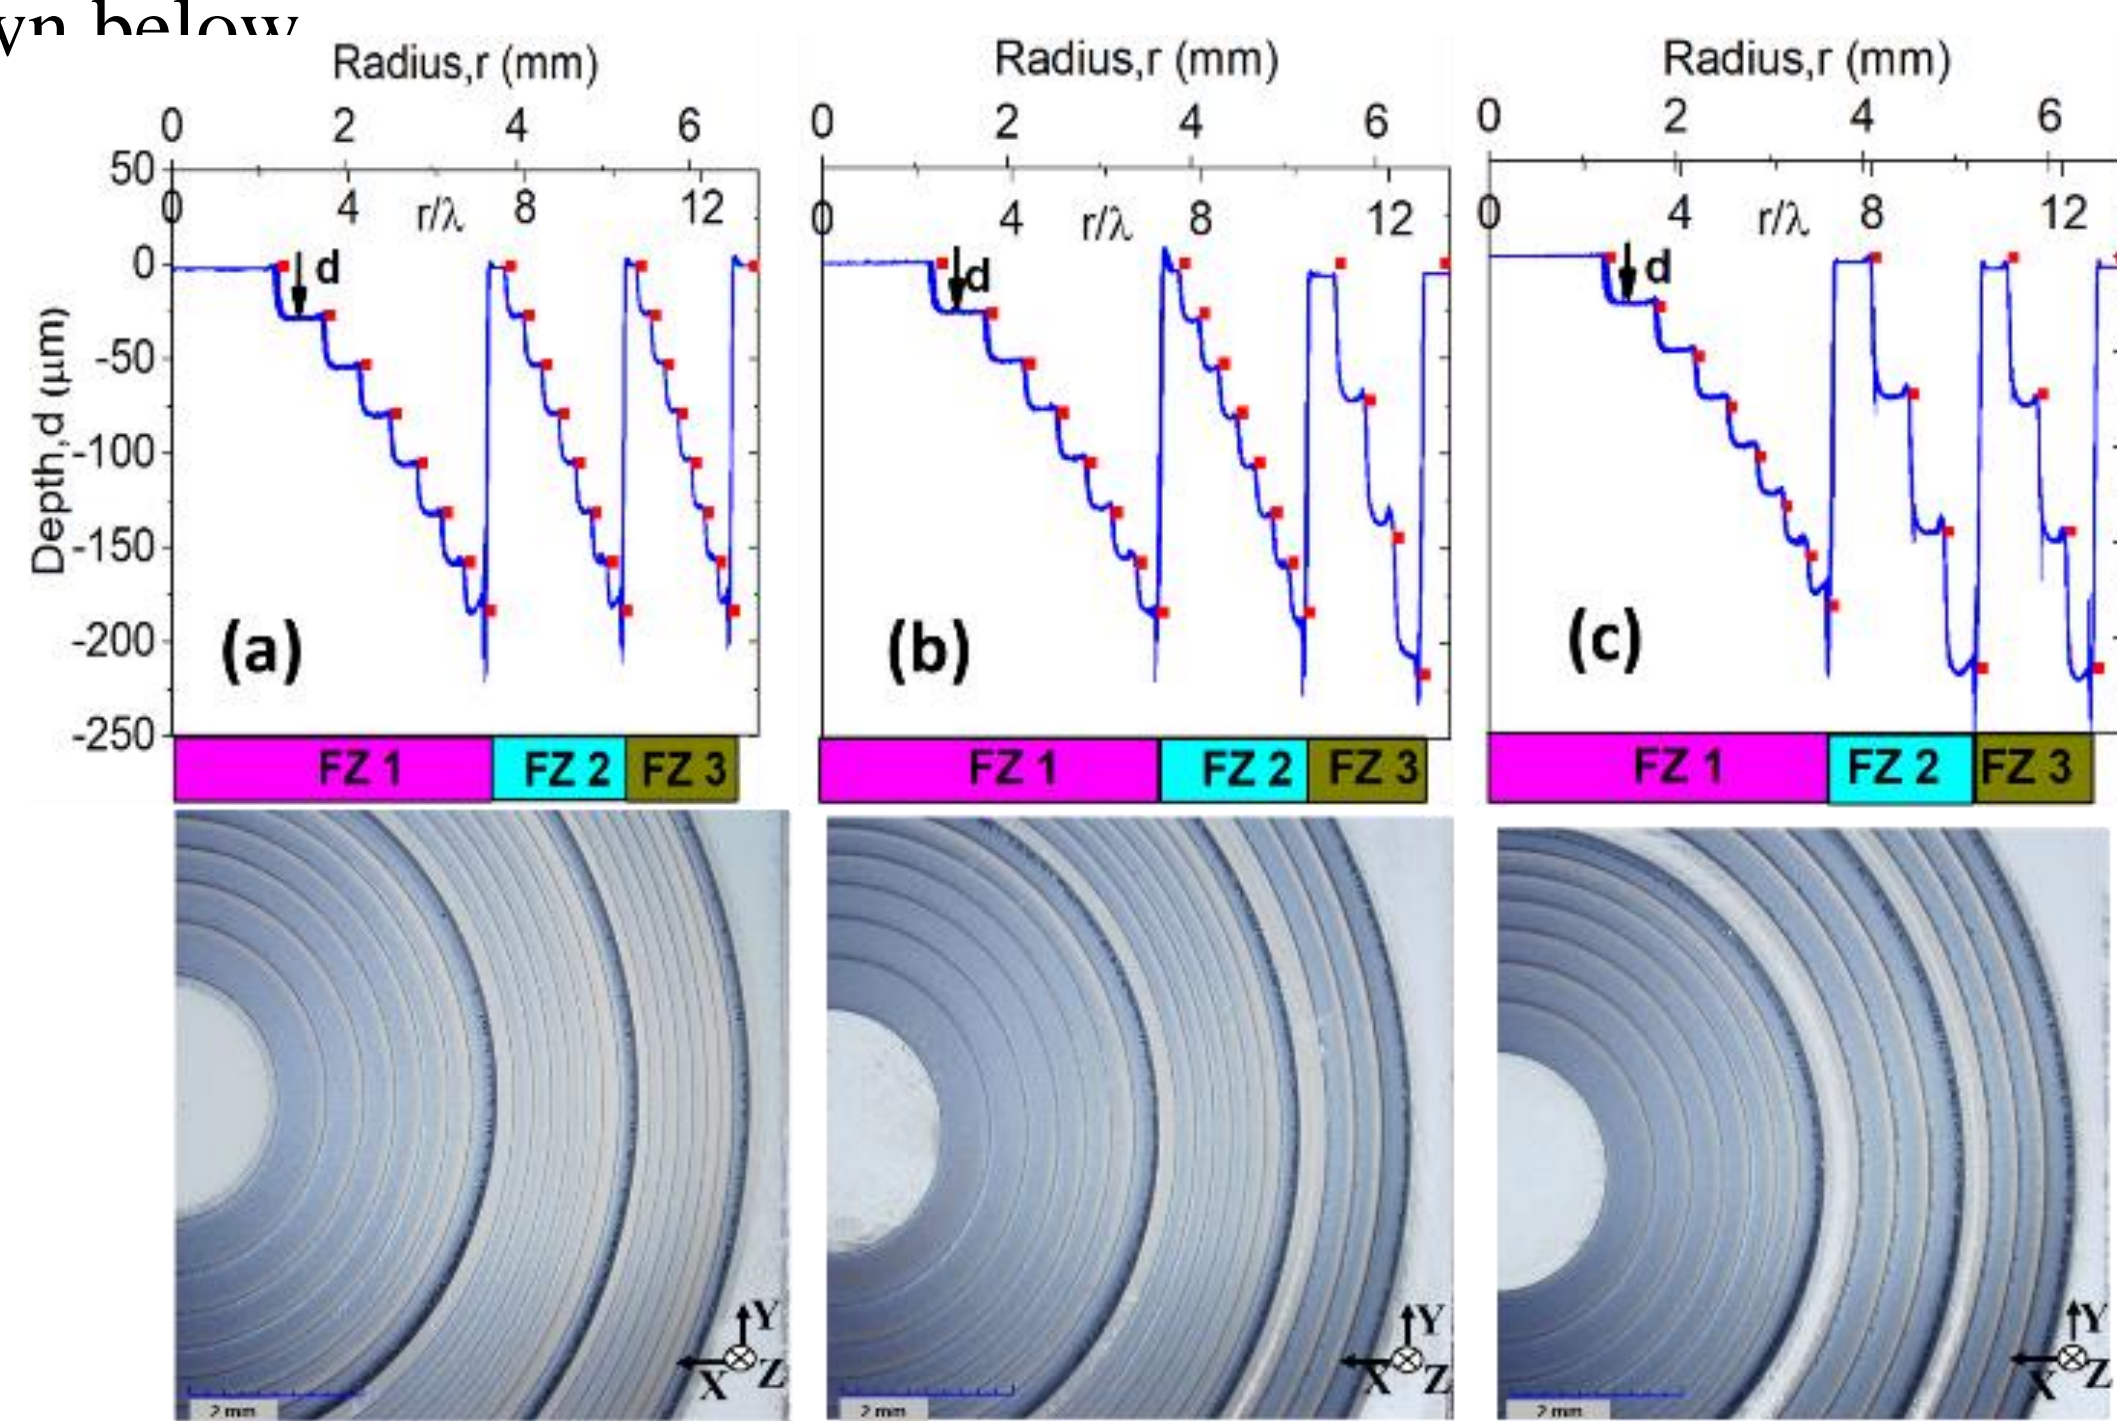 wn below
Radius,r (mm) Radius,r (mm) Radius,r (mm)
0 2 4 6 0 2 4 6 0 2 4 6
50
0 4 r/λ 8 12 0 4 r/λ 8 12 0 4 r/λ 8 12
0
d d d
-50
-100
-150
-200
-250
Depth,d (μm)
(a) (b) (c)
FZ 1 FZ 2 FZ 3 FZ 1 FZ 2 FZ 3 FZ 1 FZ 2 FZ 3
Y Y Y
X Z X Z X Z
2 mm 2 mm 2 mm